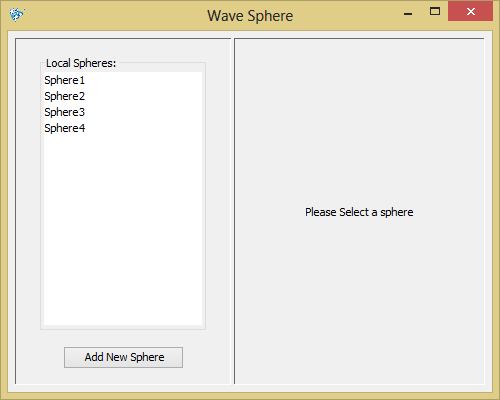 Wave Sphere
Local Spheres:
Sphere1
Sphere2
Sphere3
Sphere4
Add New Sphere
Please Select a sphere